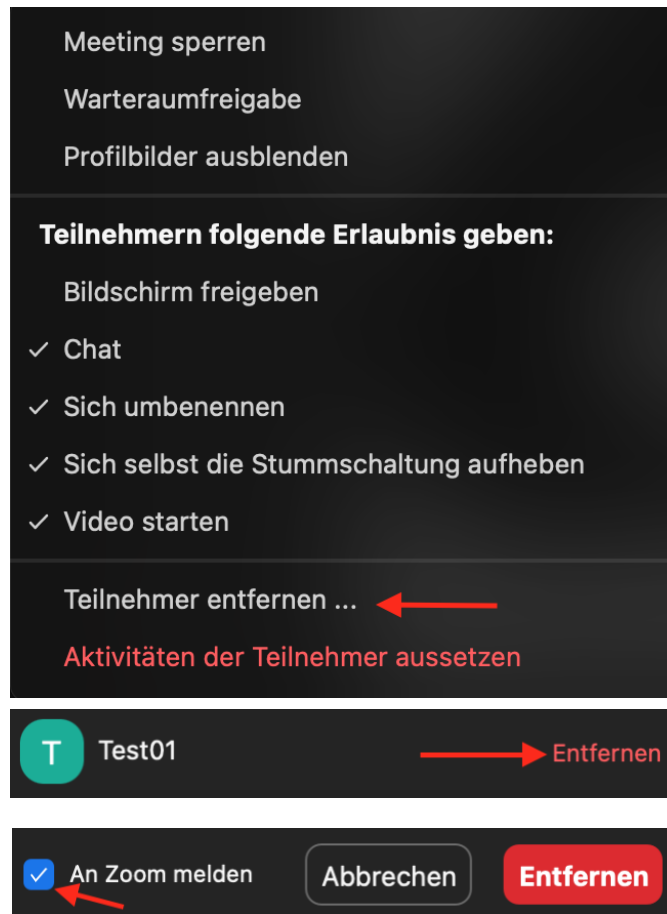 Meeting sperren
Warteraumfreigabe
Profilbilder ausblenden
Teilnehmern folgende Erlaubnis geben:
Bildschirm freigeben
✓ Chat
✓ Sich umbenennen
✓ Sich selbst die Stummschaltung aufheben
✓ Video starten
Teilnehmer entfernen ...
Aktivitäten der Teilnehmer aussetzen
T Test01 Entfernen
An Zoom melden Abbrechen Entfernen